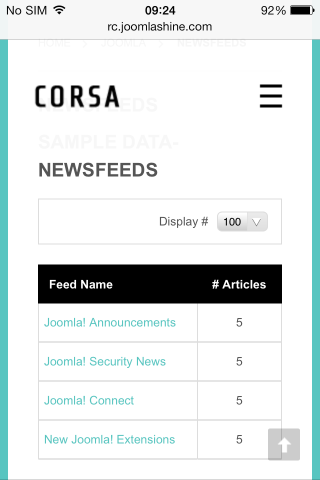 No SIM 09:24 92%
rc.joomlashine.com
HOME > JOOMLA > NEWSFEEDS
CORSA
NEWSFEEDS
SAMPLE DATA-
NEWSFEEDS
Display # 100
Feed Name # Articles
Joomla! Announcements 5
Joomla! Security News 5
Joomla! Connect 5
New Joomla! Extensions 5